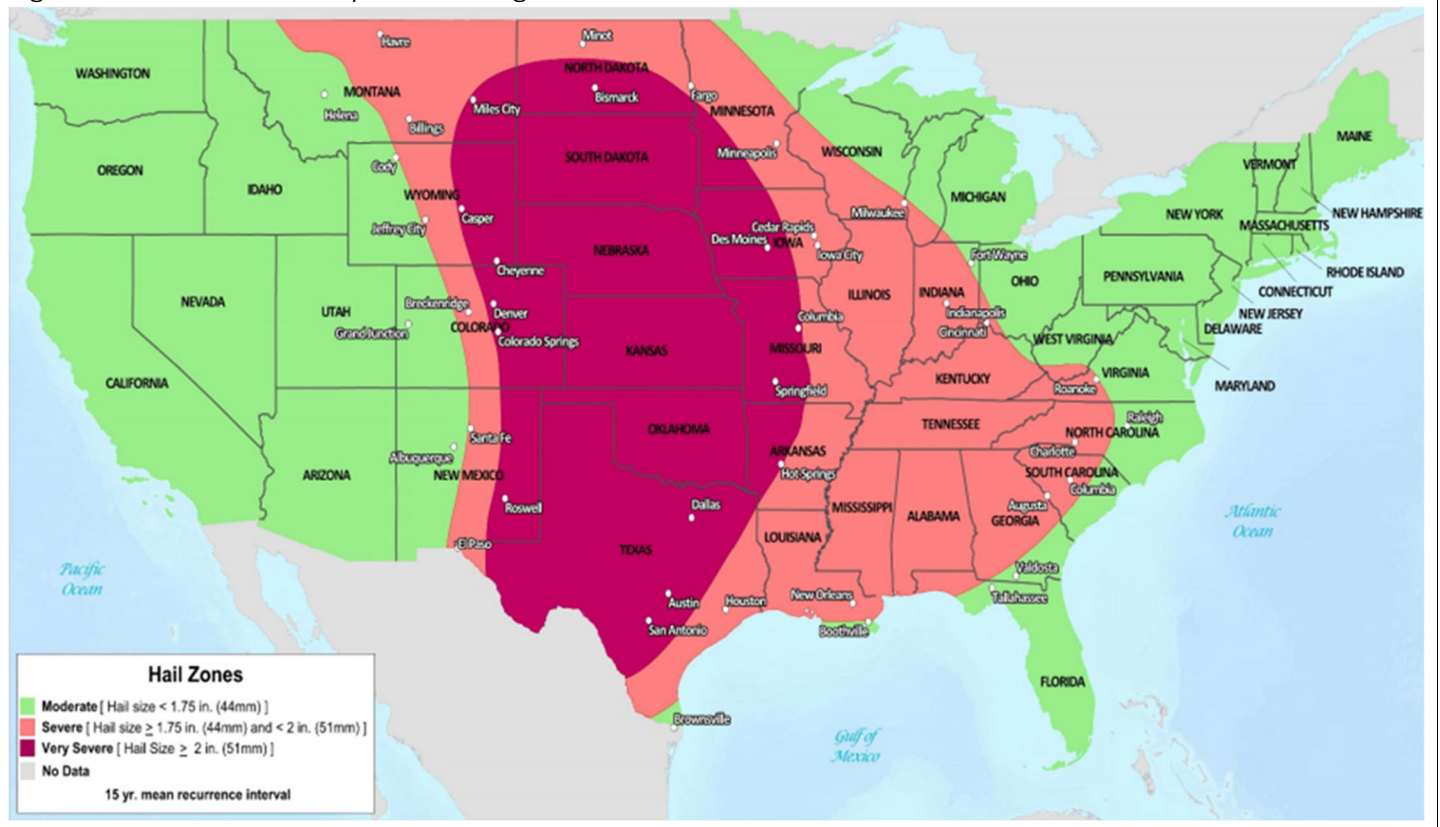 Havre
Minot
WASHINGTON
NORTH DAKOTA
MONTANA
Miles City
Bismarck
Fargo
MINNESOTA
Helena
Billings
MAINE
Minneapolis
WISCONSIN
SOUTH DAKOTA
VERMONT
OREGON
Cody
IDAHO
WYOMING
MICHIGAN
Milwaukee
NEW YORK
NEW HAMPSHIRE
Casper
Jeffrey City
Cedar Rapids
Des Moines
IOWA
Iowa City
MASSACHUSETTS
NEBRASKA
Fort Wayne
Cheyenne
OHIO
PENNSYLVANIA
RHODE ISLAND
CONNECTICUT
NEVADA
Breckenridge
ILLINOIS
INDIANA
UTAH
Denver
Columbia
Indianapolis
NEW JERSEY
Grand Junction
COLORADO
Cincinnati
DELAWARE
Colorado Springs
KANSAS
MISSOURI
WEST VIRGINIA
CALIFORNIA
KENTUCKY
VIRGINIA
MARYLAND
Springfield
Roanoke
OKLAHOMA
TENNESSEE
Raleigh
Santa Fe
NORTH CAROLINA
Albuquerque
ARKANSAS
Charlotte
ARIZONA
NEW MEXICO
Hot Springs
SOUTH CAROLINA
Columbia
Roswell
Dallas
MISSISSIPPI
ALABAMA
Augusta
GEORGIA
Atlantic
Ocean
El Paso
TEXAS
LOUISIANA
Pacific
Ocean
Valdosta
Austin
Houston
New Orleans
Tallahassee
San Antonio
Boothville
FLORIDA
Brownsville
Gulf of
Mexico
Hail Zones
Moderate [ Hail size < 1.75 in. (44mm) ]
Severe [ Hail size ≥ 1.75 in. (44mm) and < 2 in. (51mm) ]
Very Severe [ Hail Size ≥ 2 in. (51mm) ]
No Data
15 yr. mean recurrence interval